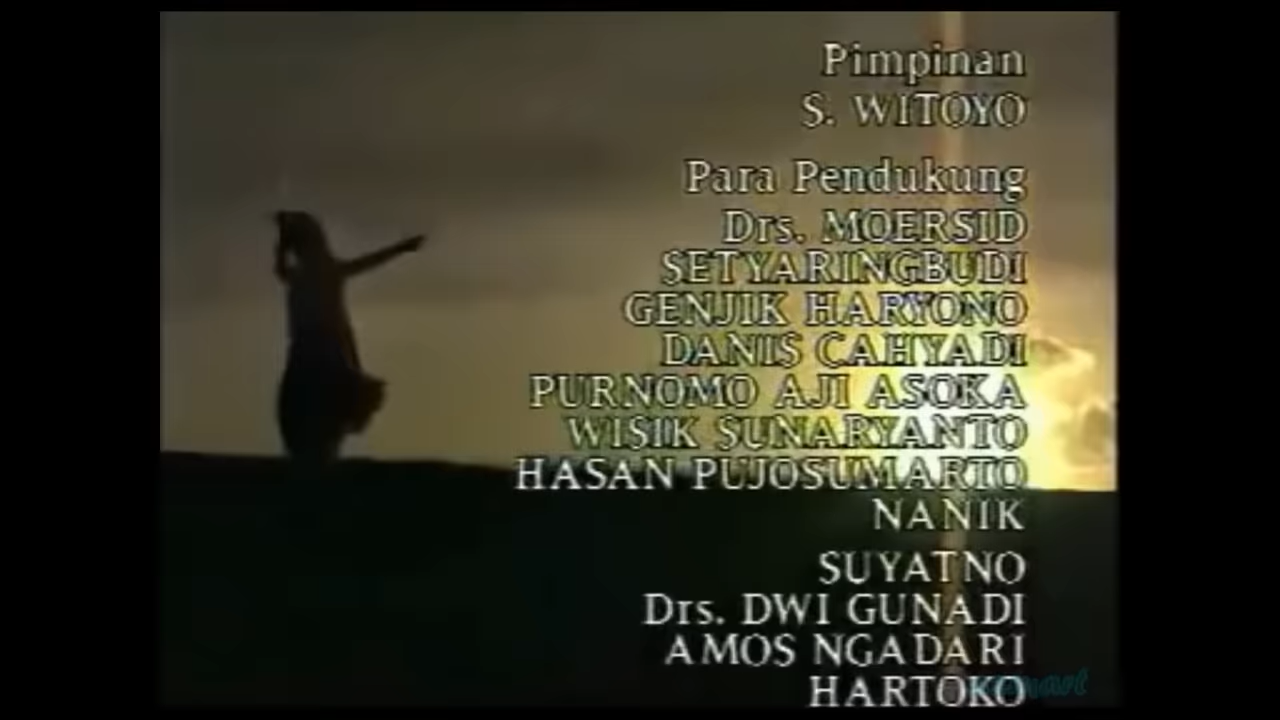 Pimpinan
S. WITOYO
Para Pendukung
Drs. MOERSID
SETYARINGBUDI
GENJIK HARYONO
DANIS CAHYADI
PURNOMO AJI ASOKA
WISIK SUNARYANTO
HASAN PUJOSUMARTO
NANIK
SUYATNO
Drs. DWI GUNADI
AMOS NGADARI
HARTOKO